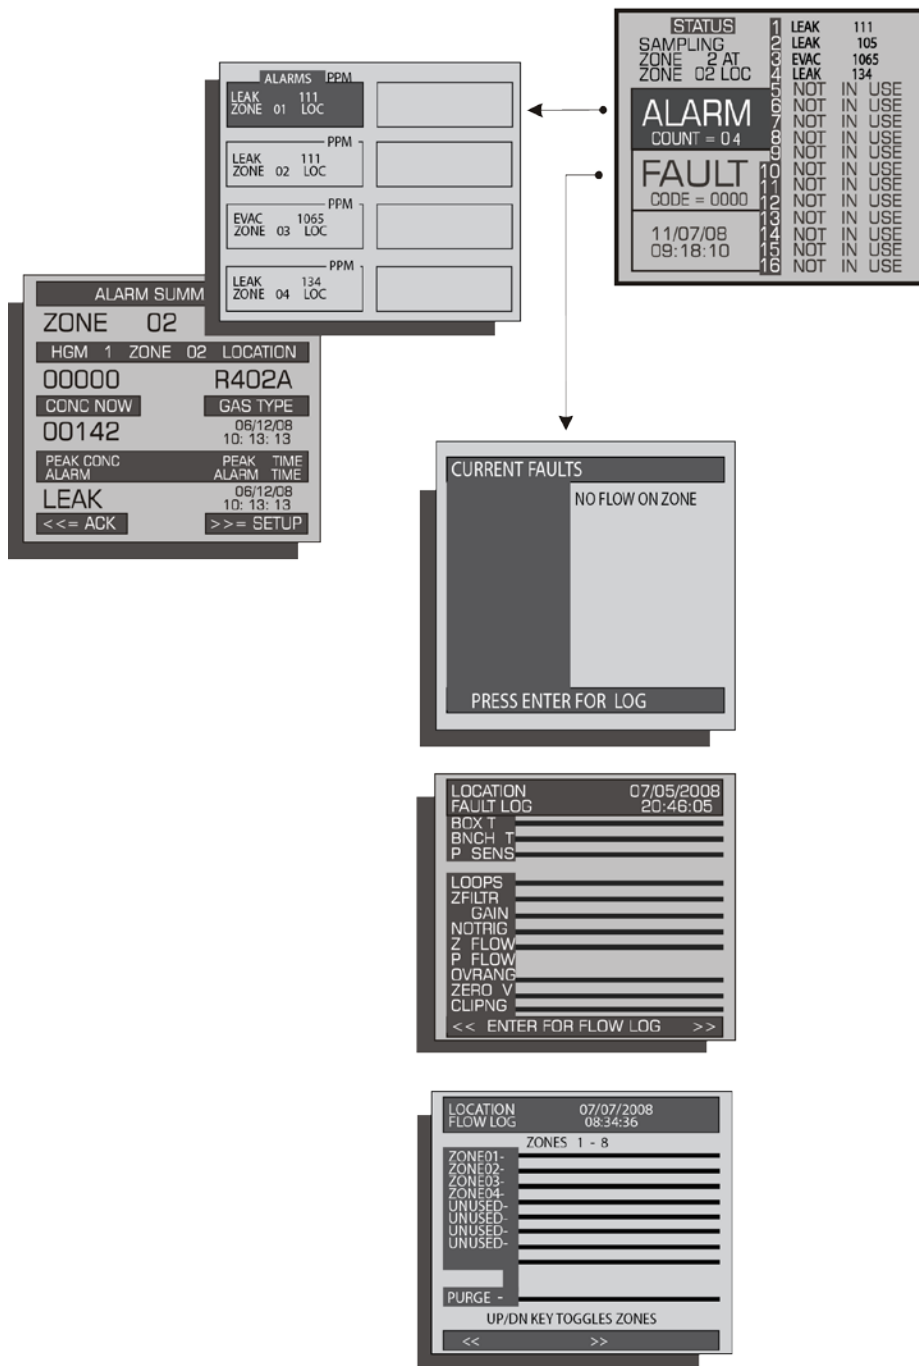 STATUS
SAMPLING
ZONE 2 AT
ZONE 02 LOC
ALARM
COUNT = 04
FAULT
CODE = 0000
11/07/08
09:18:10
1 LEAK 111
2 LEAK 105
3 EVAC 1065
4 LEAK 134
5 NOT IN USE
6 NOT IN USE
7 NOT IN USE
8 NOT IN USE
9 NOT IN USE
10 NOT IN USE
11 NOT IN USE
12 NOT IN USE
13 NOT IN USE
14 NOT IN USE
15 NOT IN USE
16 NOT IN USE
ALARMS PPM
LEAK 111
ZONE 01 LOC
PPM
LEAK 111
ZONE 02 LOC
PPM
EVAC 1065
ZONE 03 LOC
PPM
LEAK 134
ZONE 04 LOC
ALARM SUMM
ZONE 02
HGM 1 ZONE 02 LOCATION
00000 R402A
CONC NOW GAS TYPE
00142 06/12/08
10: 13: 13
PEAK CONC PEAK TIME
ALARM ALARM TIME
LEAK 06/12/08
10: 13: 13
<<= ACK >>= SETUP
CURRENT FAULTS
NO FLOW ON ZONE
PRESS ENTER FOR LOG
LOCATION 07/05/2008
FAULT LOG 20:46:05
BOX T
BNCH T
P SENS
LOOPS
ZFILTR
GAIN
NOTRIG
Z FLOW
P FLOW
OVRANG
ZERO V
CLIPNG
<< ENTER FOR FLOW LOG >>
LOCATION 07/07/2008
FLOW LOG 08:34:36
ZONES 1 - 8
ZONE01-
ZONE02-
ZONE03-
ZONE04-
UNUSED-
UNUSED-
UNUSED-
UNUSED-
PURGE -
UP/DN KEY TOGGLES ZONES
<< >>